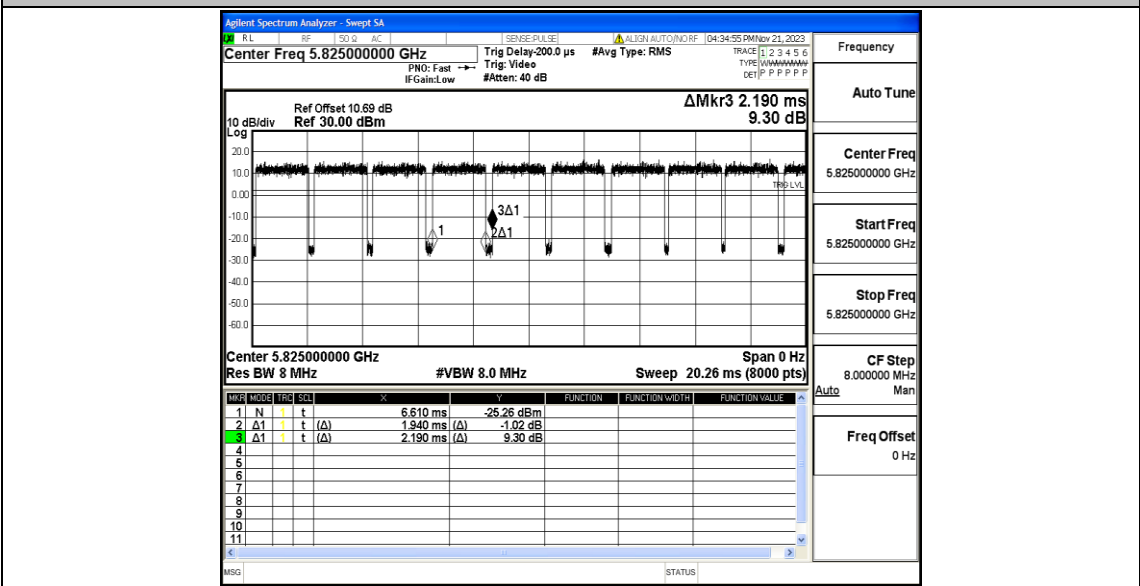 Agilent Spectrum Analyzer - Swept SA
RL RF 50 Ω AC SENSE:PULSE ALIGN AUTO/NO RF 04:34:55 PM Nov 21, 2023
Center Freq 5.825000000 GHz
PNO: Fast
IFGain:Low
Trig Delay-200.0 µs
Trig: Video
#Atten: 40 dB
#Avg Type: RMS
TRACE 1 2 3 4 5 6
TYPE
DET P P P P P P
Ref Offset 10.69 dB
10 dB/div Ref 30.00 dBm
Log
ΔMkr3 2.190 ms
9.30 dB
20.0
10.0
0.00
-10.0
-20.0
-30.0
-40.0
-50.0
-60.0
TRIG LVL
1
3Δ1
2Δ1
Center 5.825000000 GHz Span 0 Hz
Res BW 8 MHz #VBW 8.0 MHz Sweep 20.26 ms (8000 pts)
MKR MODE TRC SCL X Y FUNCTION FUNCTION WIDTH FUNCTION VALUE
1 N 1 t 6.610 ms -25.26 dBm
2 Δ1 1 t (Δ) 1.940 ms (Δ) -1.02 dB
3 Δ1 1 t (Δ) 2.190 ms (Δ) 9.30 dB
4
5
6
7
8
9
10
11
MSG STATUS
Frequency
Auto Tune
Center Freq
5.825000000 GHz
Start Freq
5.825000000 GHz
Stop Freq
5.825000000 GHz
CF Step
8.000000 MHz
Auto Man
Freq Offset
0 Hz